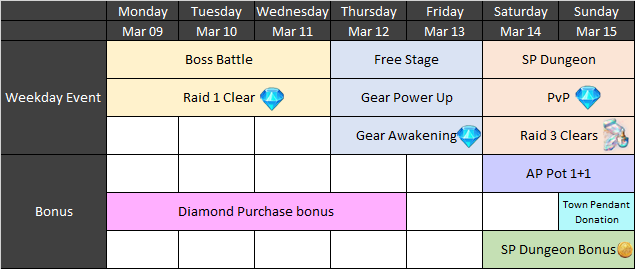 Monday Tuesday Wednesday Thursday Friday Saturday Sunday
Mar 09 Mar 10 Mar 11 Mar 12 Mar 13 Mar 14 Mar 15
Weekday Event
Boss Battle Free Stage SP Dungeon
Raid 1 Clear Gear Power Up PvP
Gear Awakening Raid 3 Clears
Bonus
AP Pot 1+1
Diamond Purchase bonus
Town Pendant
Donation
SP Dungeon Bonus